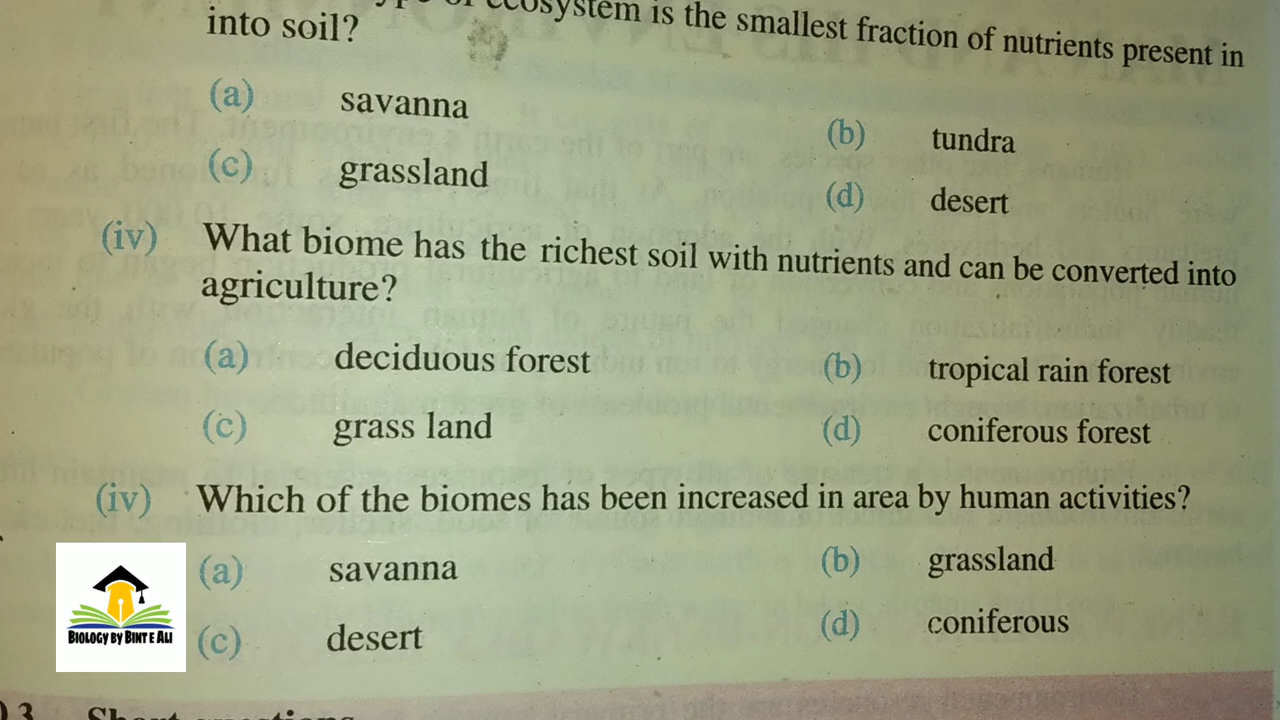 of ecosystem is the smallest fraction of nutrients present in
into soil?
(a) savanna (b) tundra
(c) grassland (d) desert
(iv) What biome has the richest soil with nutrients and can be converted into
agriculture?
(a) deciduous forest (b) tropical rain forest
(c) grass land (d) coniferous forest
(iv) Which of the biomes has been increased in area by human activities?
(a) savanna (b) grassland
(c) desert (d) coniferous
BIOLOGY BY BINT E ALI
Short questions